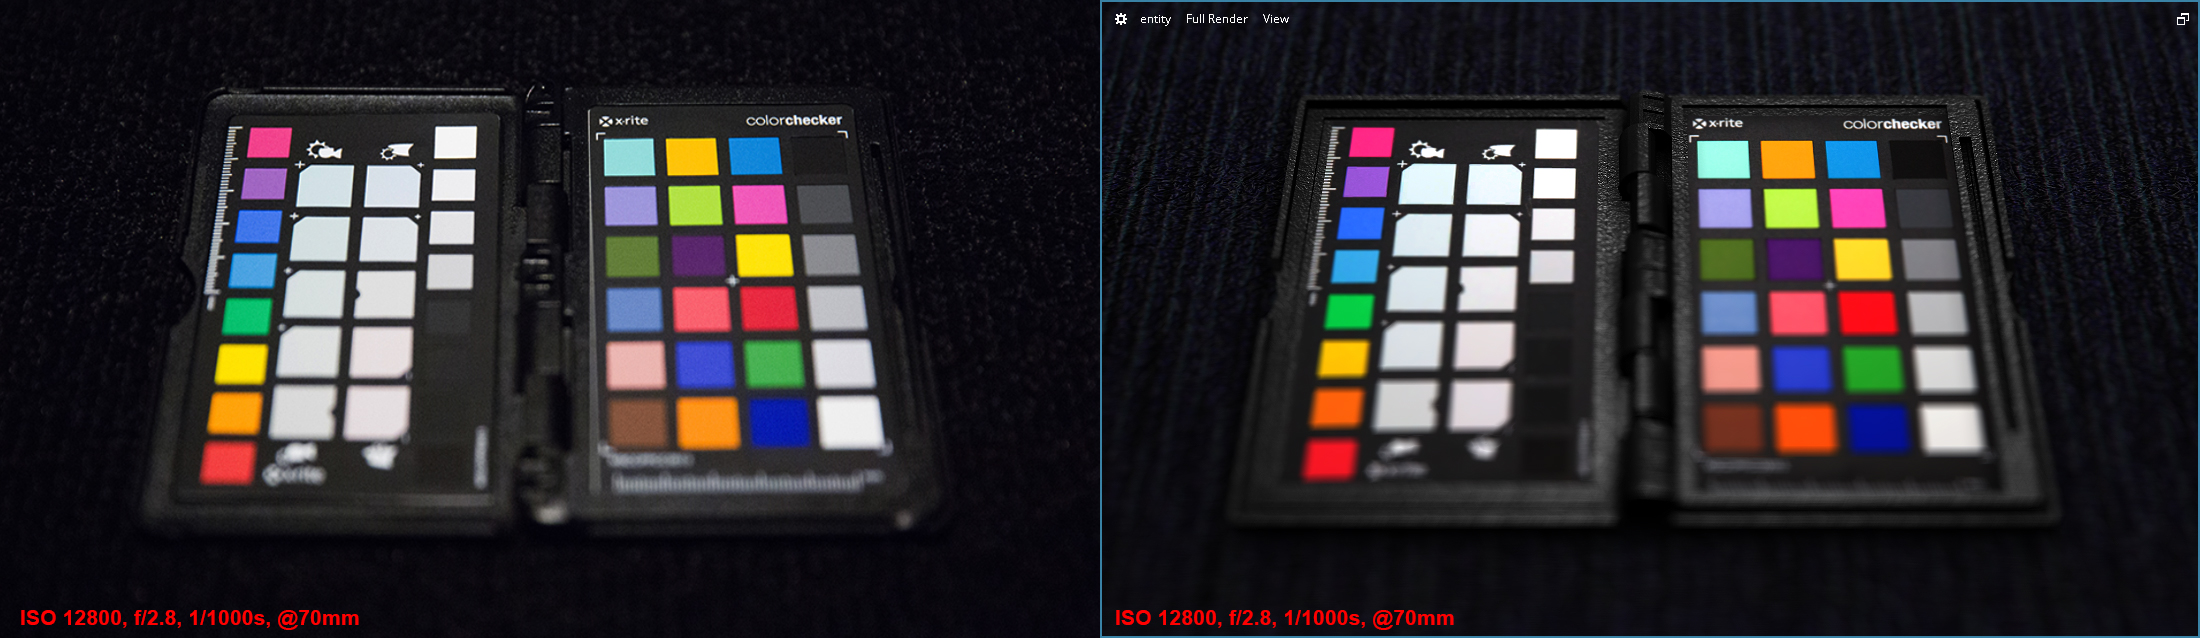 x-rite colorchecker
ISO 12800, f/2.8, 1/1000s, @70mm
entity Full Render View
x-rite colorchecker
ISO 12800, f/2.8, 1/1000s, @70mm